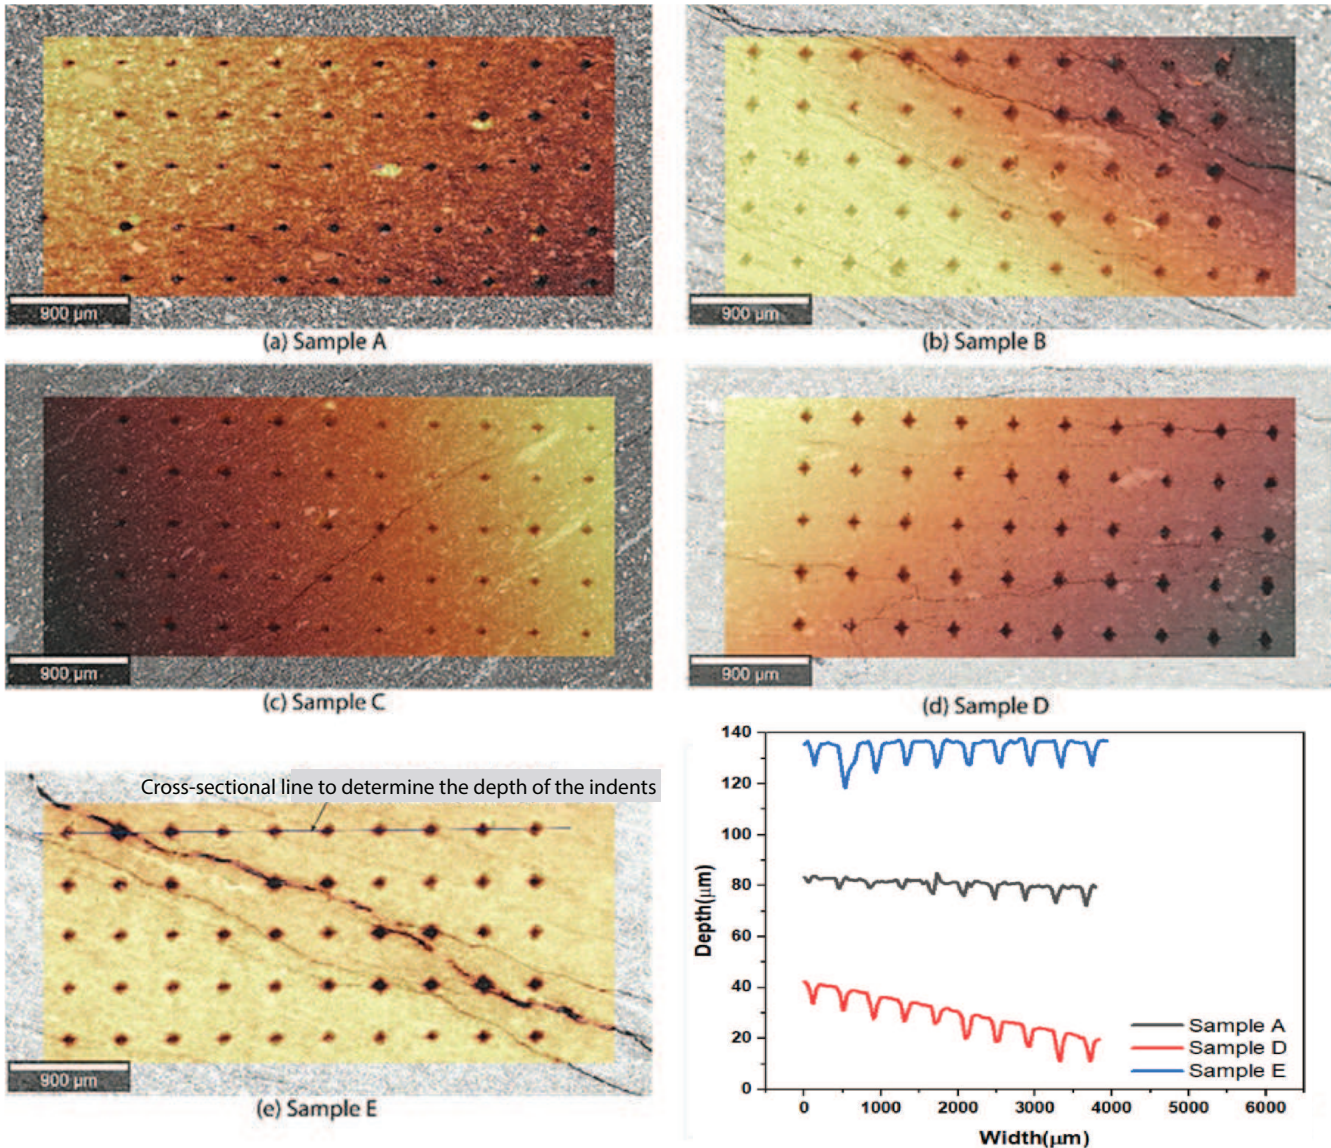 900 μm
(a) Sample A
900 μm
(b) Sample B
900 μm
(c) Sample C
900 μm
(d) Sample D
Cross-sectional line to determine the depth of the indents
900 μm
(e) Sample E
140
120
100
80
60
40
20
0
Depth(μm)
Sample A
Sample D
Sample E
0 1000 2000 3000 4000 5000 6000
Width(μm)